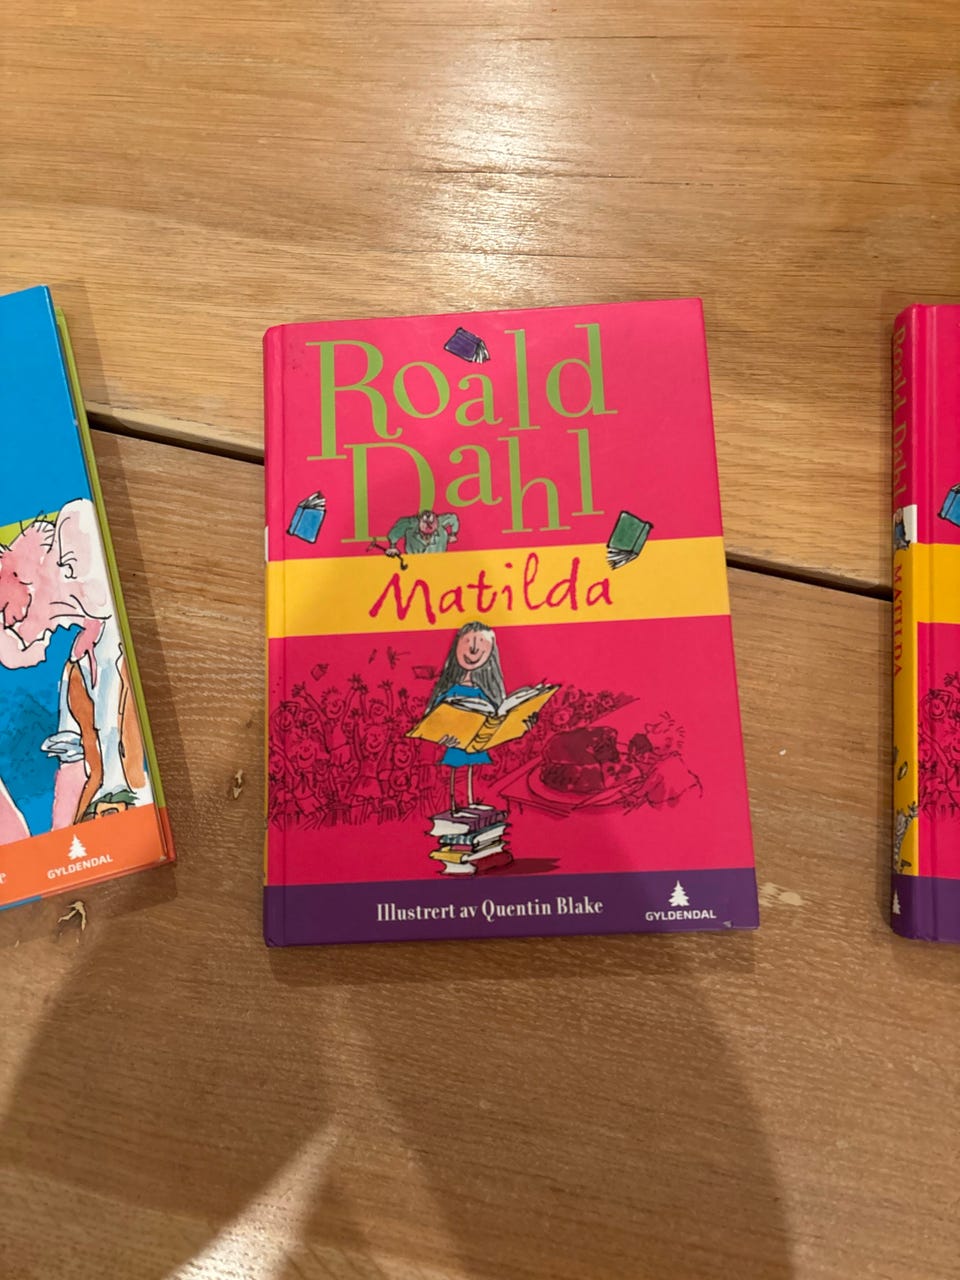 Roald
Dahl
Matilda
Illustrert av Quentin Blake
GYLDENDAL
GYLDENDAL
Roald Dahl
MATILDA